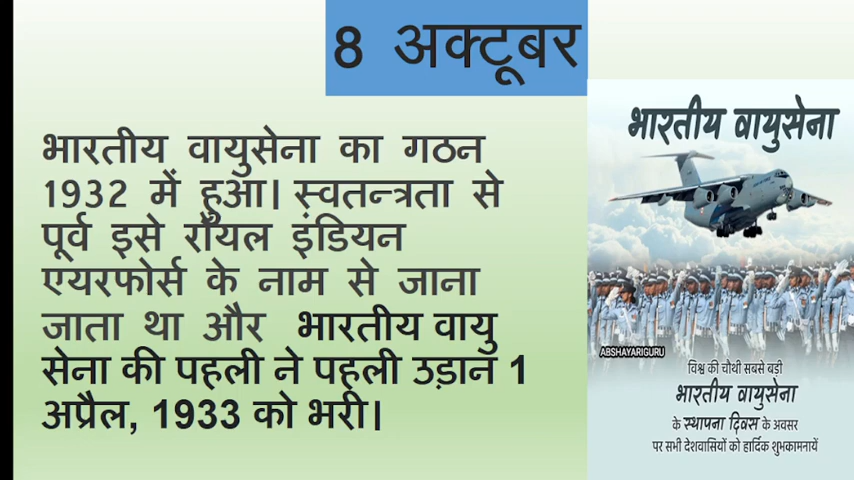 8 अक्टूबर
भारतीय वायुसेना का गठन
1932 में हुआ। स्वतन्त्रता से
पूर्व इसे रॉयल इंडियन
एयरफोर्स के नाम से जाना
जाता था और भारतीय वायु
सेना की पहली ने पहली उड़ान 1
अप्रैल, 1933 को भरी।
भारतीय वायुसेना
ABSHAYARIGURU
विश्व की चौथी सबसे बड़ी
भारतीय वायुसेना
के स्थापना दिवस के अवसर
पर सभी देशवासियों को हार्दिक शुभकामनायें